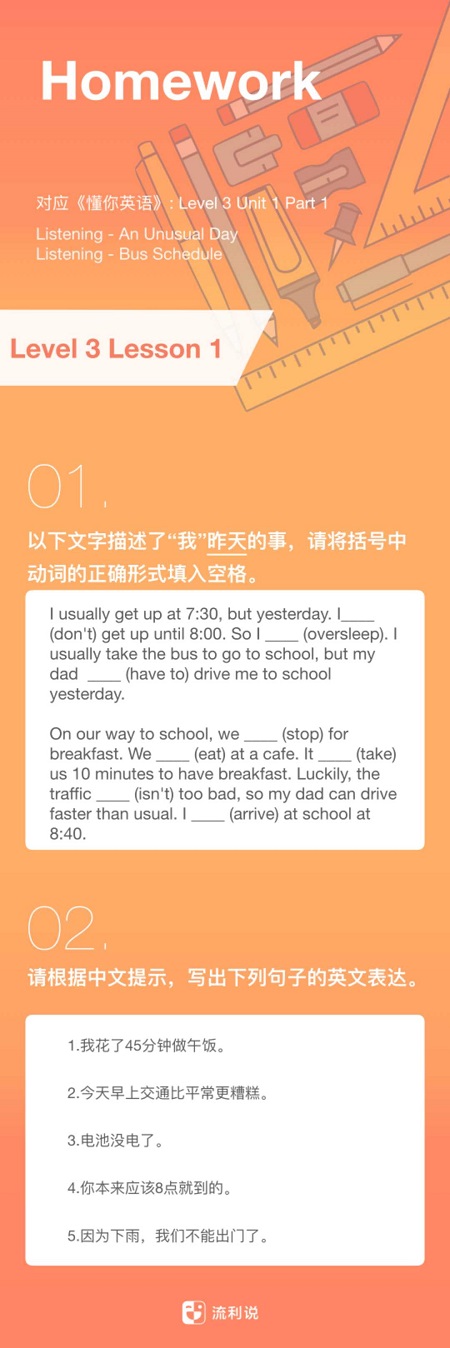 Homework
对应《懂你英语》: Level 3 Unit 1 Part 1
Listening - An Unusual Day
Listening - Bus Schedule
Level 3 Lesson 1
01.
以下文字描述了“我”昨天的事，请将括号中
动词的正确形式填入空格。
I usually get up at 7:30, but yesterday. I____
(don't) get up until 8:00. So I ____ (oversleep). I
usually take the bus to go to school, but my
dad ____ (have to) drive me to school
yesterday.
On our way to school, we ____ (stop) for
breakfast. We ____ (eat) at a cafe. It ____ (take)
us 10 minutes to have breakfast. Luckily, the
traffic ____ (isn't) too bad, so my dad can drive
faster than usual. I ____ (arrive) at school at
8:40.
02.
请根据中文提示，写出下列句子的英文表达。
1.我花了45分钟做午饭。
2.今天早上交通比平常更糟糕。
3.电池没电了。
4.你本来应该8点就到的。
5.因为下雨，我们不能出门了。
流利说